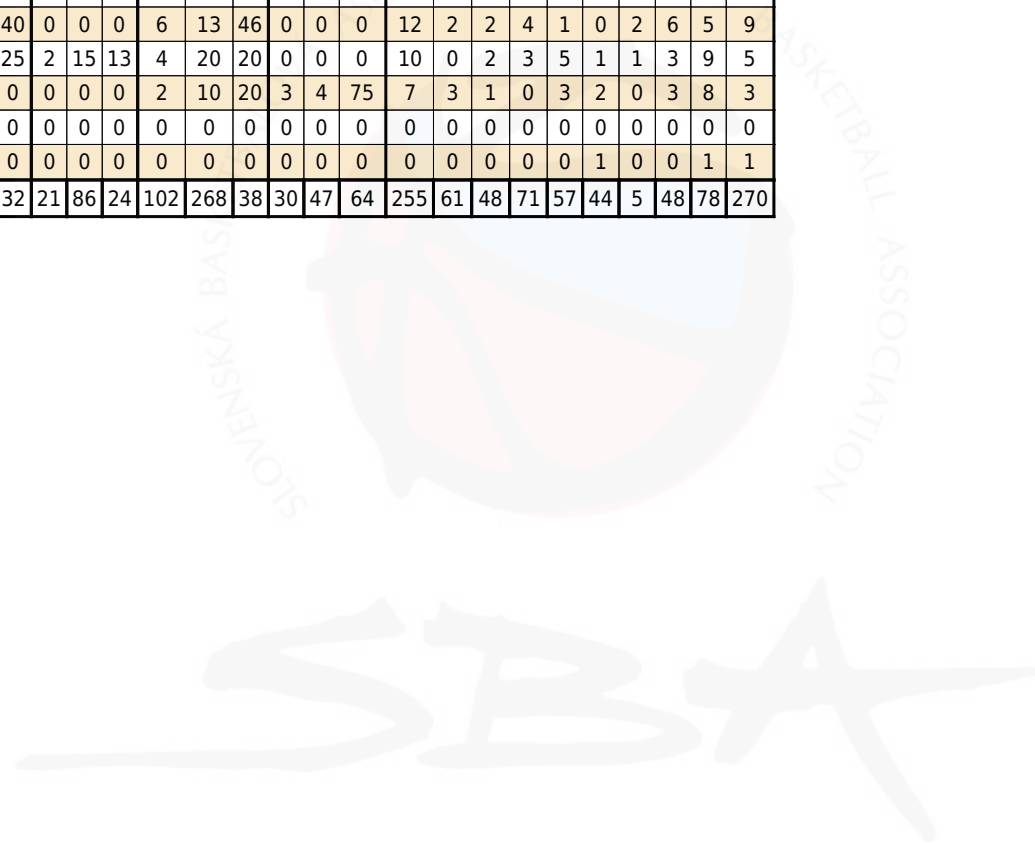 40 0 0 0 6 13 46 0 0 0 12 2 2 4 1 0 2 6 5 9
25 2 15 13 4 20 20 0 0 0 10 0 2 3 5 1 1 3 9 5
0 0 0 0 2 10 20 3 4 75 7 3 1 0 3 2 0 3 8 3
0 0 0 0 0 0 0 0 0 0 0 0 0 0 0 0 0 0 0 0
0 0 0 0 0 0 0 0 0 0 0 0 0 0 0 1 0 0 1 1
32 21 86 24 102 268 38 30 47 64 255 61 48 71 57 44 5 48 78 270
SLOVENSKÁ BAS
BASKETBALL ASSOCIATION
SBA